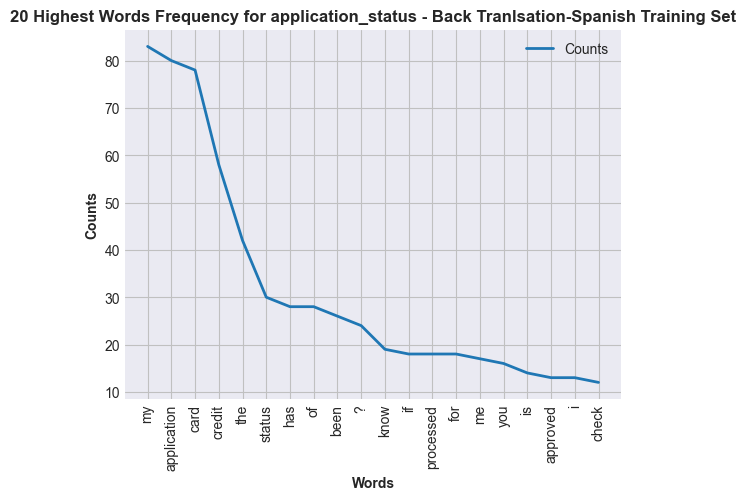 20 Highest Words Frequency for application_status - Back Tranlsation-Spanish Training Set
Counts
80
70
60
50
40
30
20
10
Counts
my
application
card
credit
the
status
has
of
been
?
know
if
processed
for
me
you
is
approved
i
check
Words